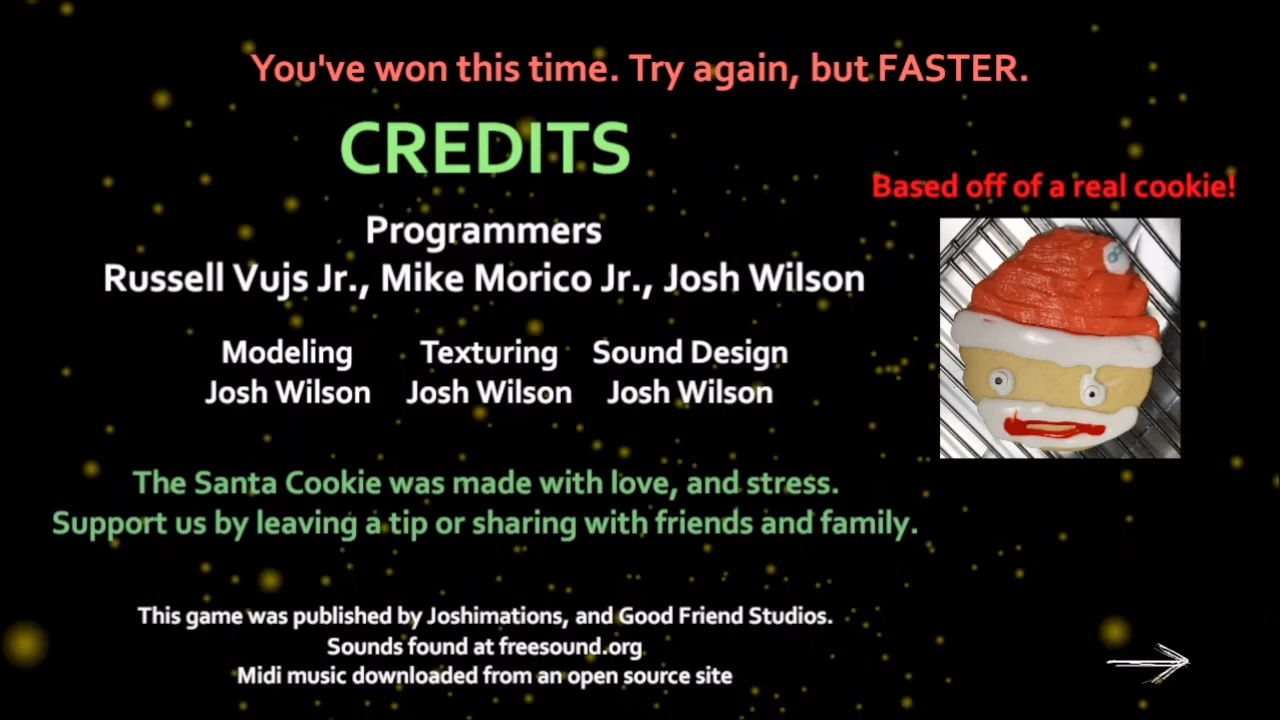 You've won this time. Try again, but FASTER.
CREDITS
Based off of a real cookie!
Programmers
Russell Vujs Jr., Mike Morico Jr., Josh Wilson
Modeling Texturing Sound Design
Josh Wilson Josh Wilson Josh Wilson
The Santa Cookie was made with love, and stress.
Support us by leaving a tip or sharing with friends and family.
This game was published by Joshimations, and Good Friend Studios.
Sounds found at freesound.org
Midi music downloaded from an open source site